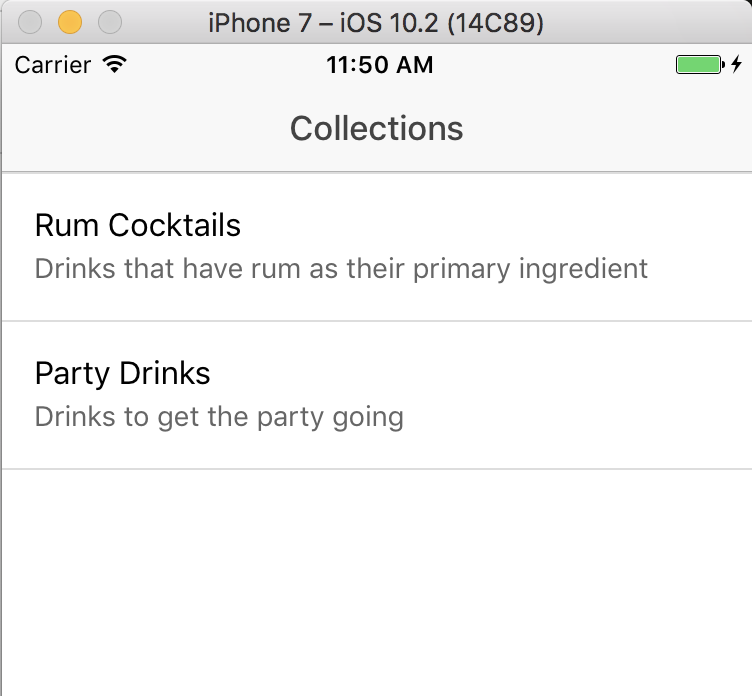 iPhone 7 – iOS 10.2 (14C89)
Carrier 11:50 AM
Collections
Rum Cocktails
Drinks that have rum as their primary ingredient
Party Drinks
Drinks to get the party going